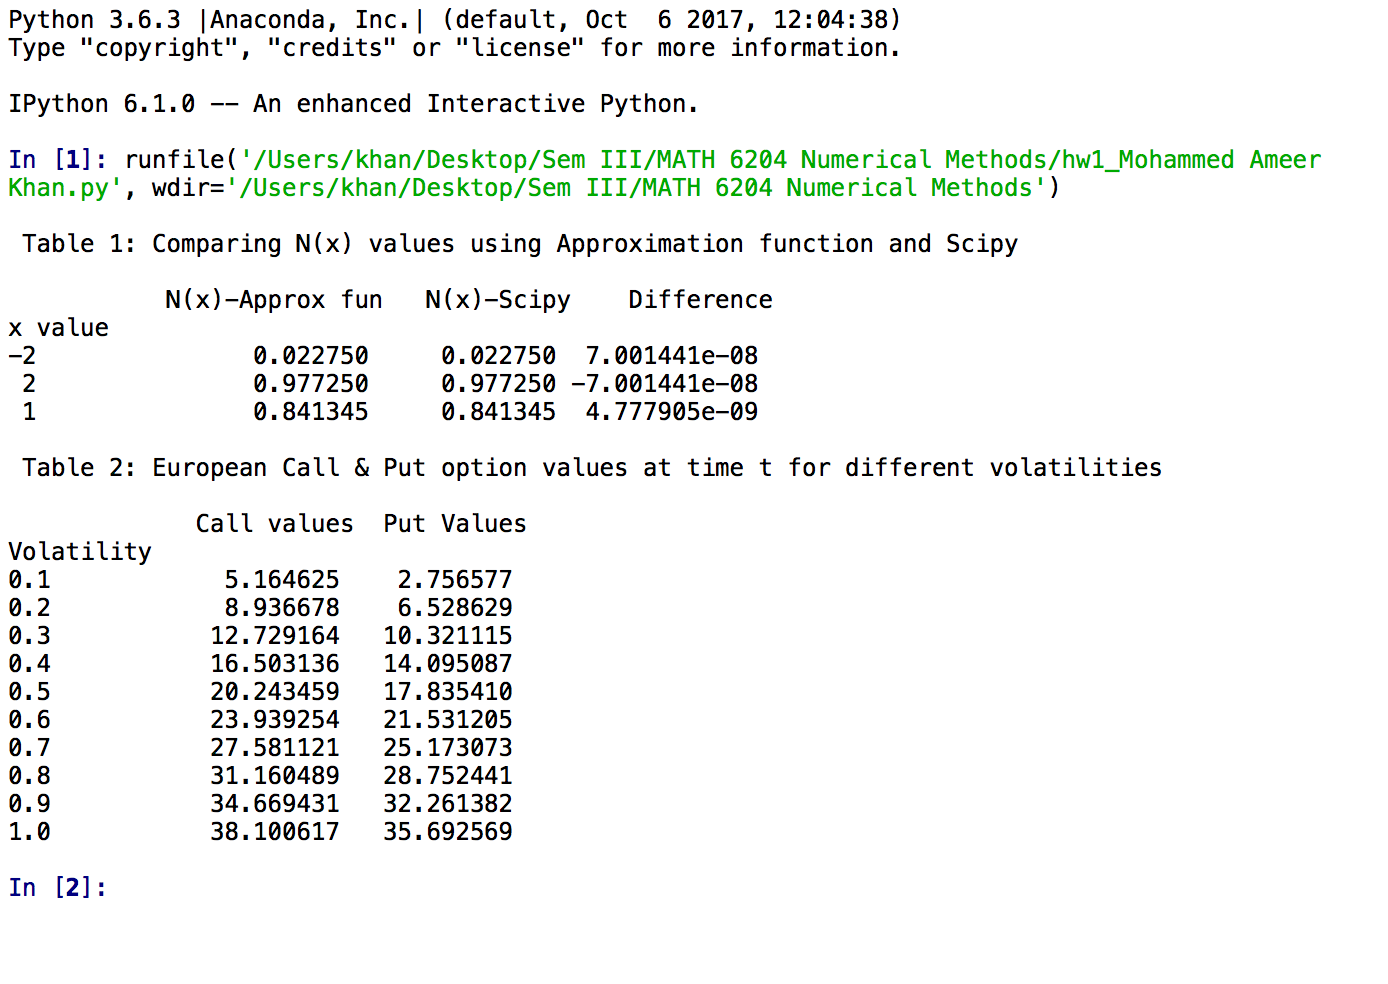 Python 3.6.3 |Anaconda, Inc.| (default, Oct  6 2017, 12:04:38)
Type "copyright", "credits" or "license" for more information.
IPython 6.1.0 -- An enhanced Interactive Python.
In [1]: runfile('/Users/khan/Desktop/Sem III/MATH 6204 Numerical Methods/hw1_Mohammed Ameer
Khan.py', wdir='/Users/khan/Desktop/Sem III/MATH 6204 Numerical Methods')
Table 1: Comparing N(x) values using Approximation function and Scipy
N(x)-Approx fun   N(x)-Scipy    Difference
x value
-2               0.022750     0.022750  7.001441e-08
2               0.977250     0.977250 -7.001441e-08
1               0.841345     0.841345  4.777905e-09
Table 2: European Call & Put option values at time t for different volatilities
Call values  Put Values
Volatility
0.1            5.164625    2.756577
0.2            8.936678    6.528629
0.3           12.729164   10.321115
0.4           16.503136   14.095087
0.5           20.243459   17.835410
0.6           23.939254   21.531205
0.7           27.581121   25.173073
0.8           31.160489   28.752441
0.9           34.669431   32.261382
1.0           38.100617   35.692569
In [2]: